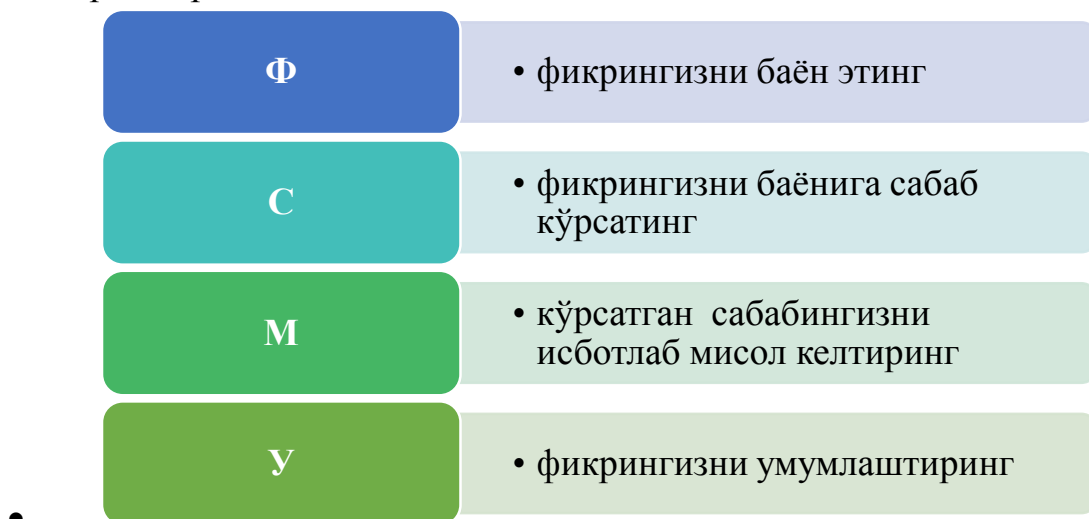 Ф
• фикрингизни баён этинг
С
• фикрингизни баёнига сабаб
кўрсатинг
М
• кўрсатган сабабингизни
исботлаб мисол келтиринг
У
• фикрингизни умумлаштиринг
•